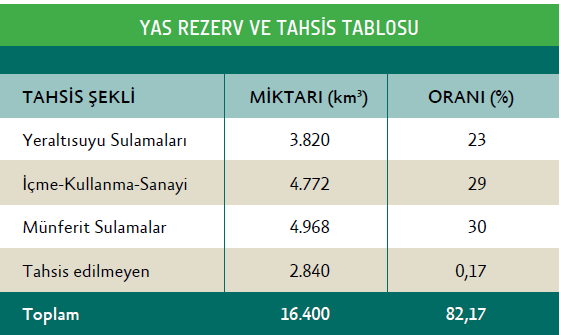 YAS REZERV VE TAHSİS TABLOSU
TAHSİS ŞEKLİ MİKTARI (km³) ORANI (%)
Yeraltısuyu Sulamaları 3.820 23
İçme-Kullanma-Sanayi 4.772 29
Münferit Sulamalar 4.968 30
Tahsis edilmeyen 2.840 0,17
Toplam 16.400 82,17